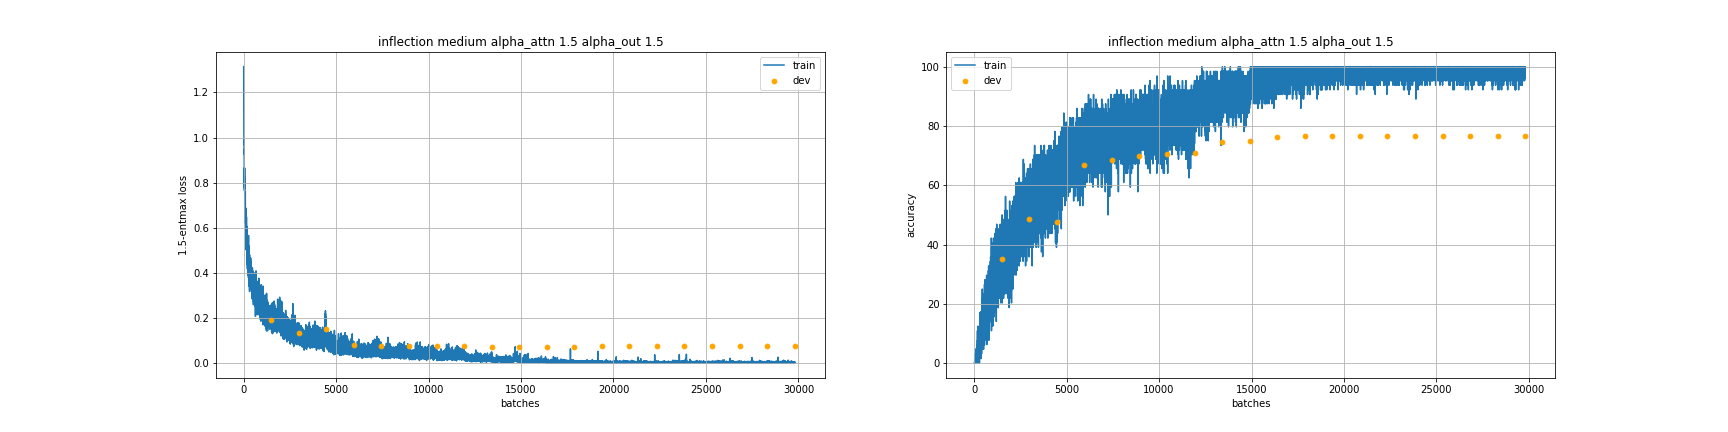 inflection medium alpha_attn 1.5 alpha_out 1.5
train
dev
1.5-entmax loss
1.2
1.0
0.8
0.6
0.4
0.2
0.0
0
5000
10000
15000
20000
25000
30000
batches
inflection medium alpha_attn 1.5 alpha_out 1.5
train
dev
accuracy
100
80
60
40
20
0
0
5000
10000
15000
20000
25000
30000
batches